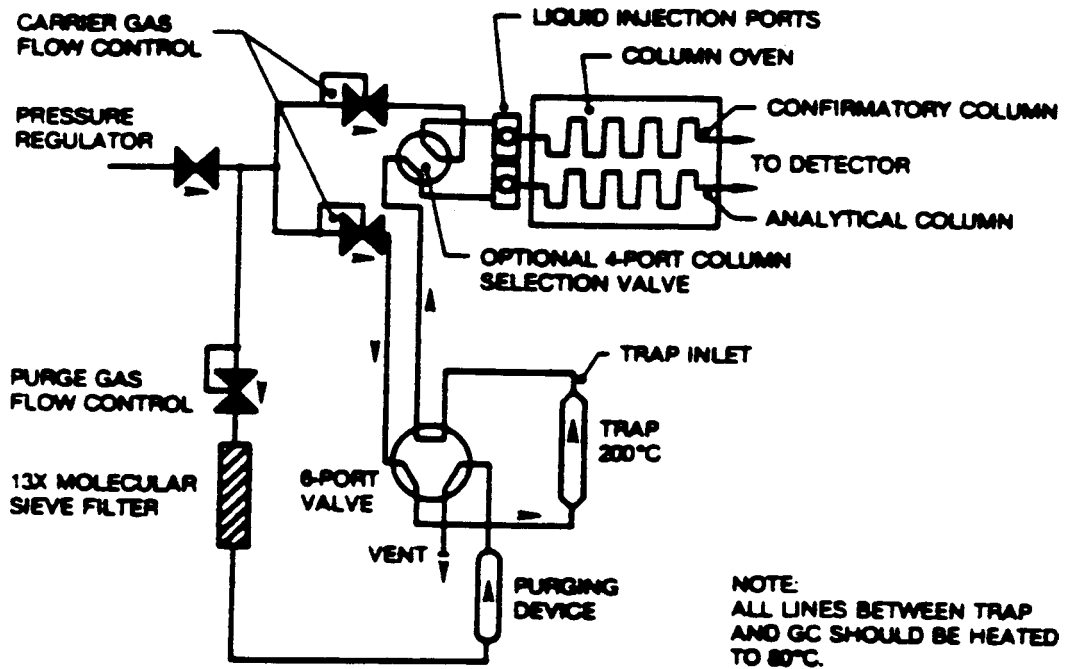 CARRIER GAS
FLOW CONTROL
LIQUID INJECTION PORTS
COLUMN OVEN
PRESSURE
REGULATOR
CONFIRMATORY COLUMN
TO DETECTOR
ANALYTICAL COLUMN
OPTIONAL 4-PORT COLUMN
SELECTION VALVE
PURGE GAS
FLOW CONTROL
TRAP INLET
TRAP
200°C
13X MOLECULAR
SIEVE FILTER
6-PORT
VALVE
VENT
PURGING
DEVICE
NOTE:
ALL LINES BETWEEN TRAP
AND GC SHOULD BE HEATED
TO 80°C.